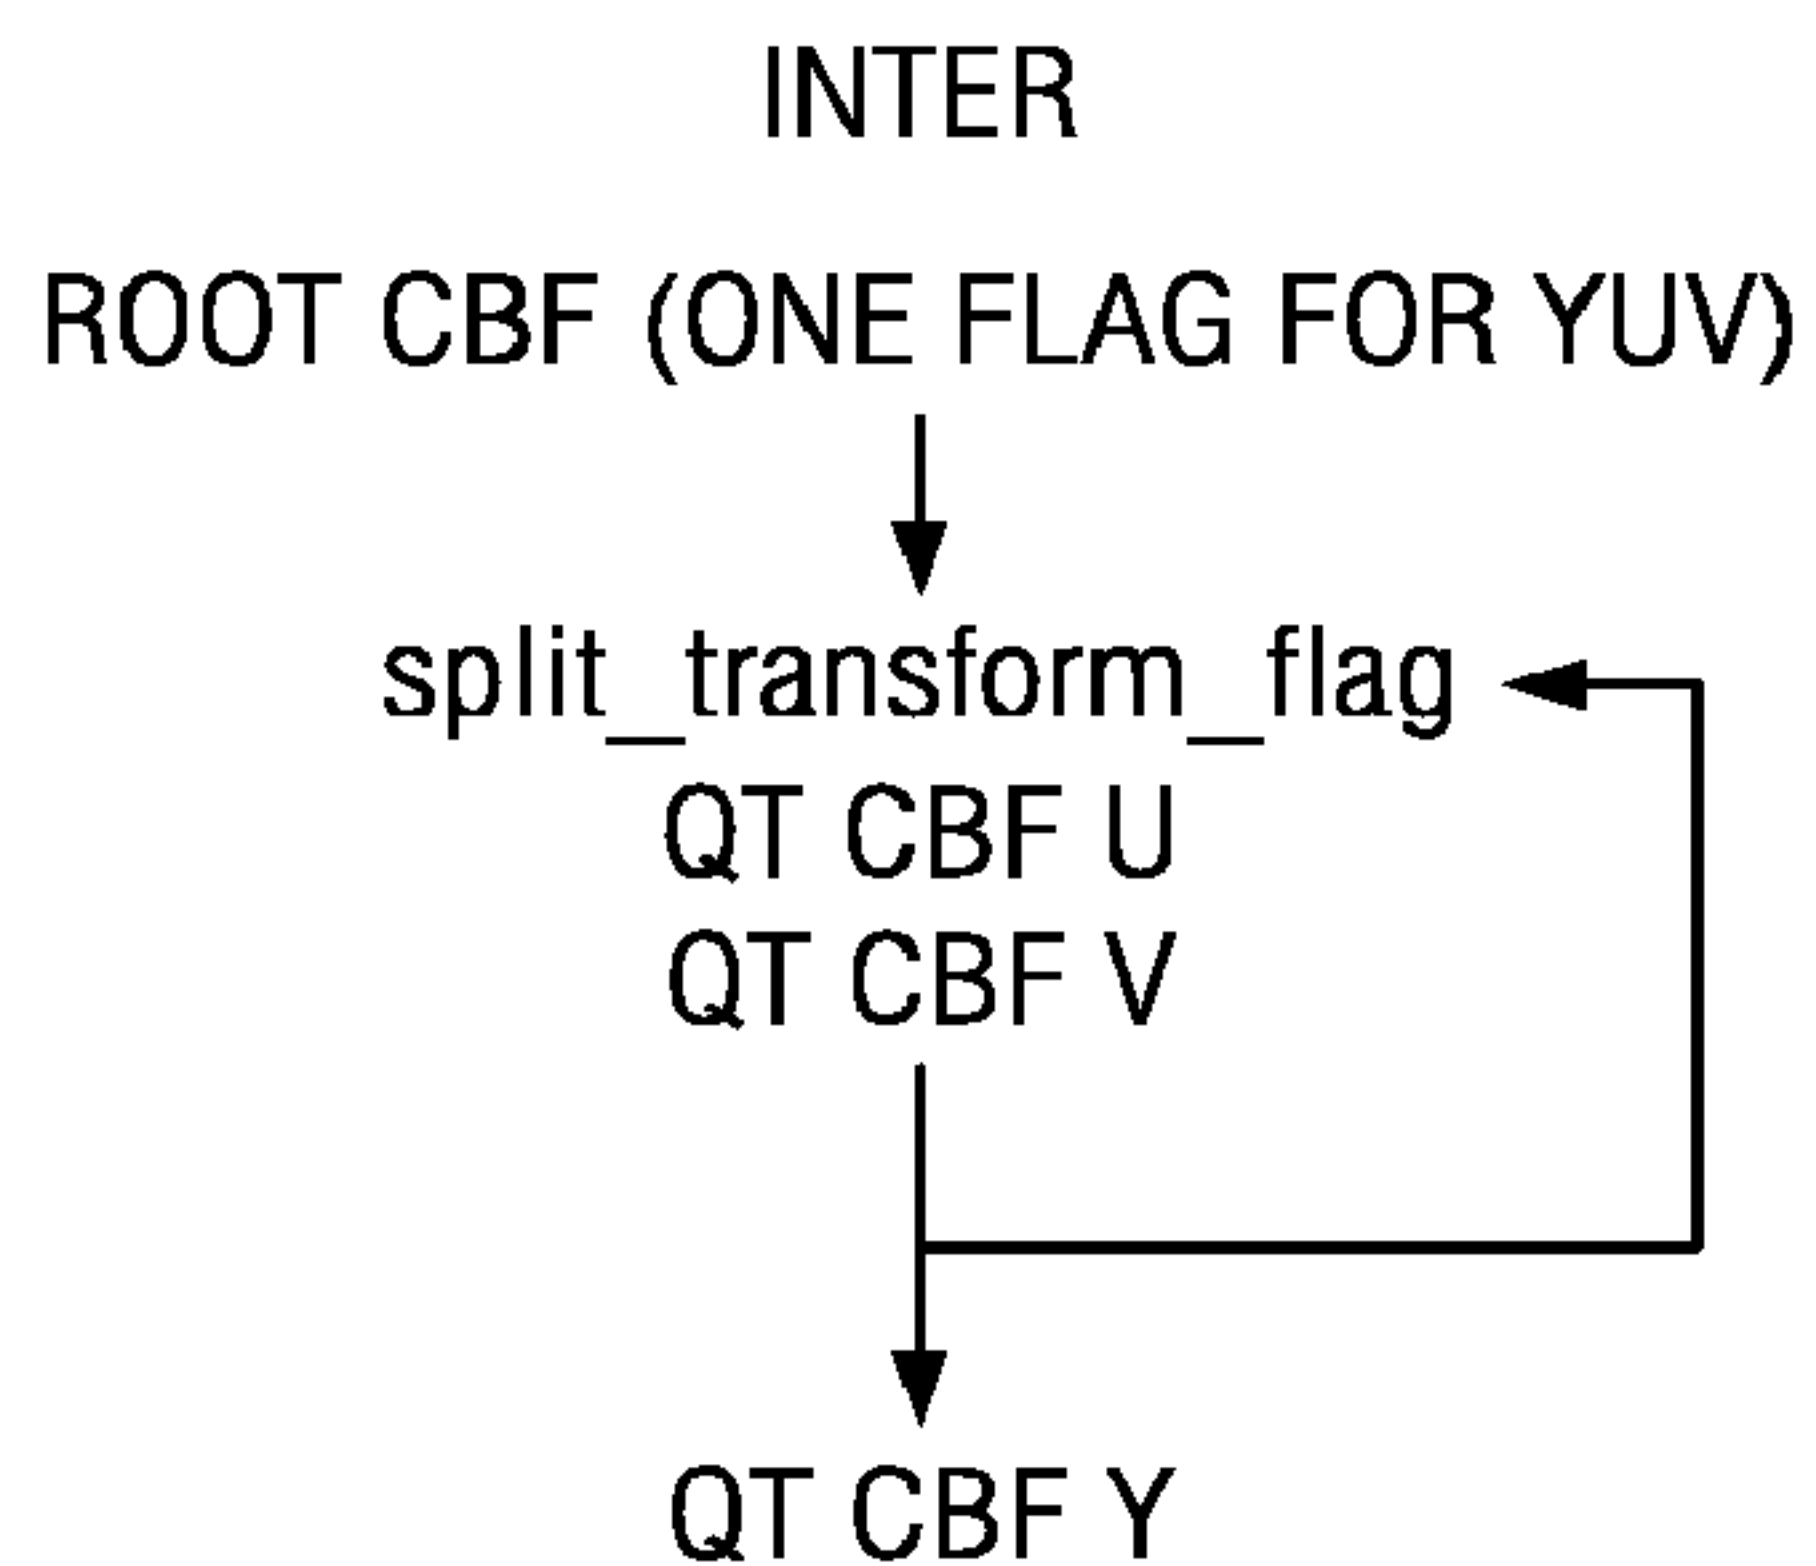 INTER
ROOT CBF (ONE FLAG FOR YUV)
split_transform_flag
QT CBF U
QT CBF V
QT CBF Y